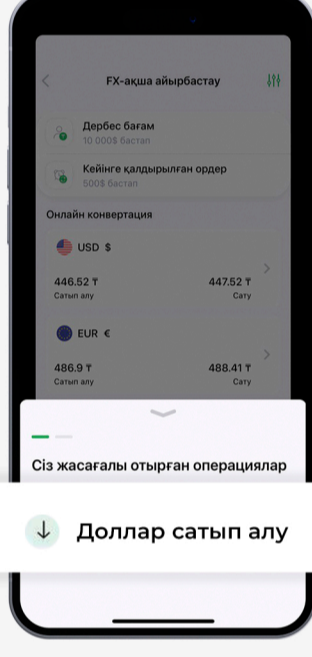 FX-ақша айырбастау
Дербес бағам
10 000$ бастап
Кейінге қалдырылған ордер
500$ бастап
Онлайн конвертация
USD $
446.52 ₸ 447.52 ₸
Сатып алу Сату
EUR €
486.9 ₸ 488.41 ₸
Сатып алу Сату
Сіз жасағалы отырған операциялар
Доллар сатып алу